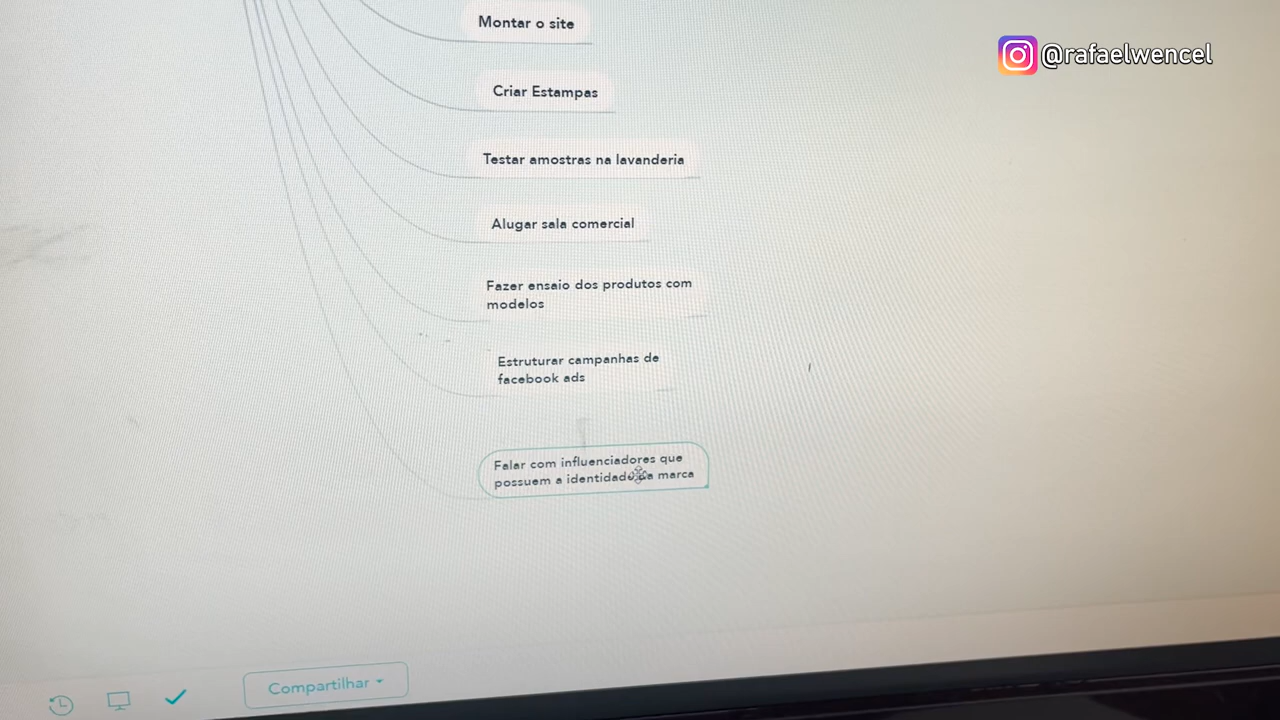 Montar o site
@rafaelwencel
Criar Estampas
Testar amostras na lavanderia
Alugar sala comercial
Fazer ensaio dos produtos com
modelos
Estruturar campanhas de
facebook ads
Falar com influenciadores que
possuem a identidade da marca
Compartilhar